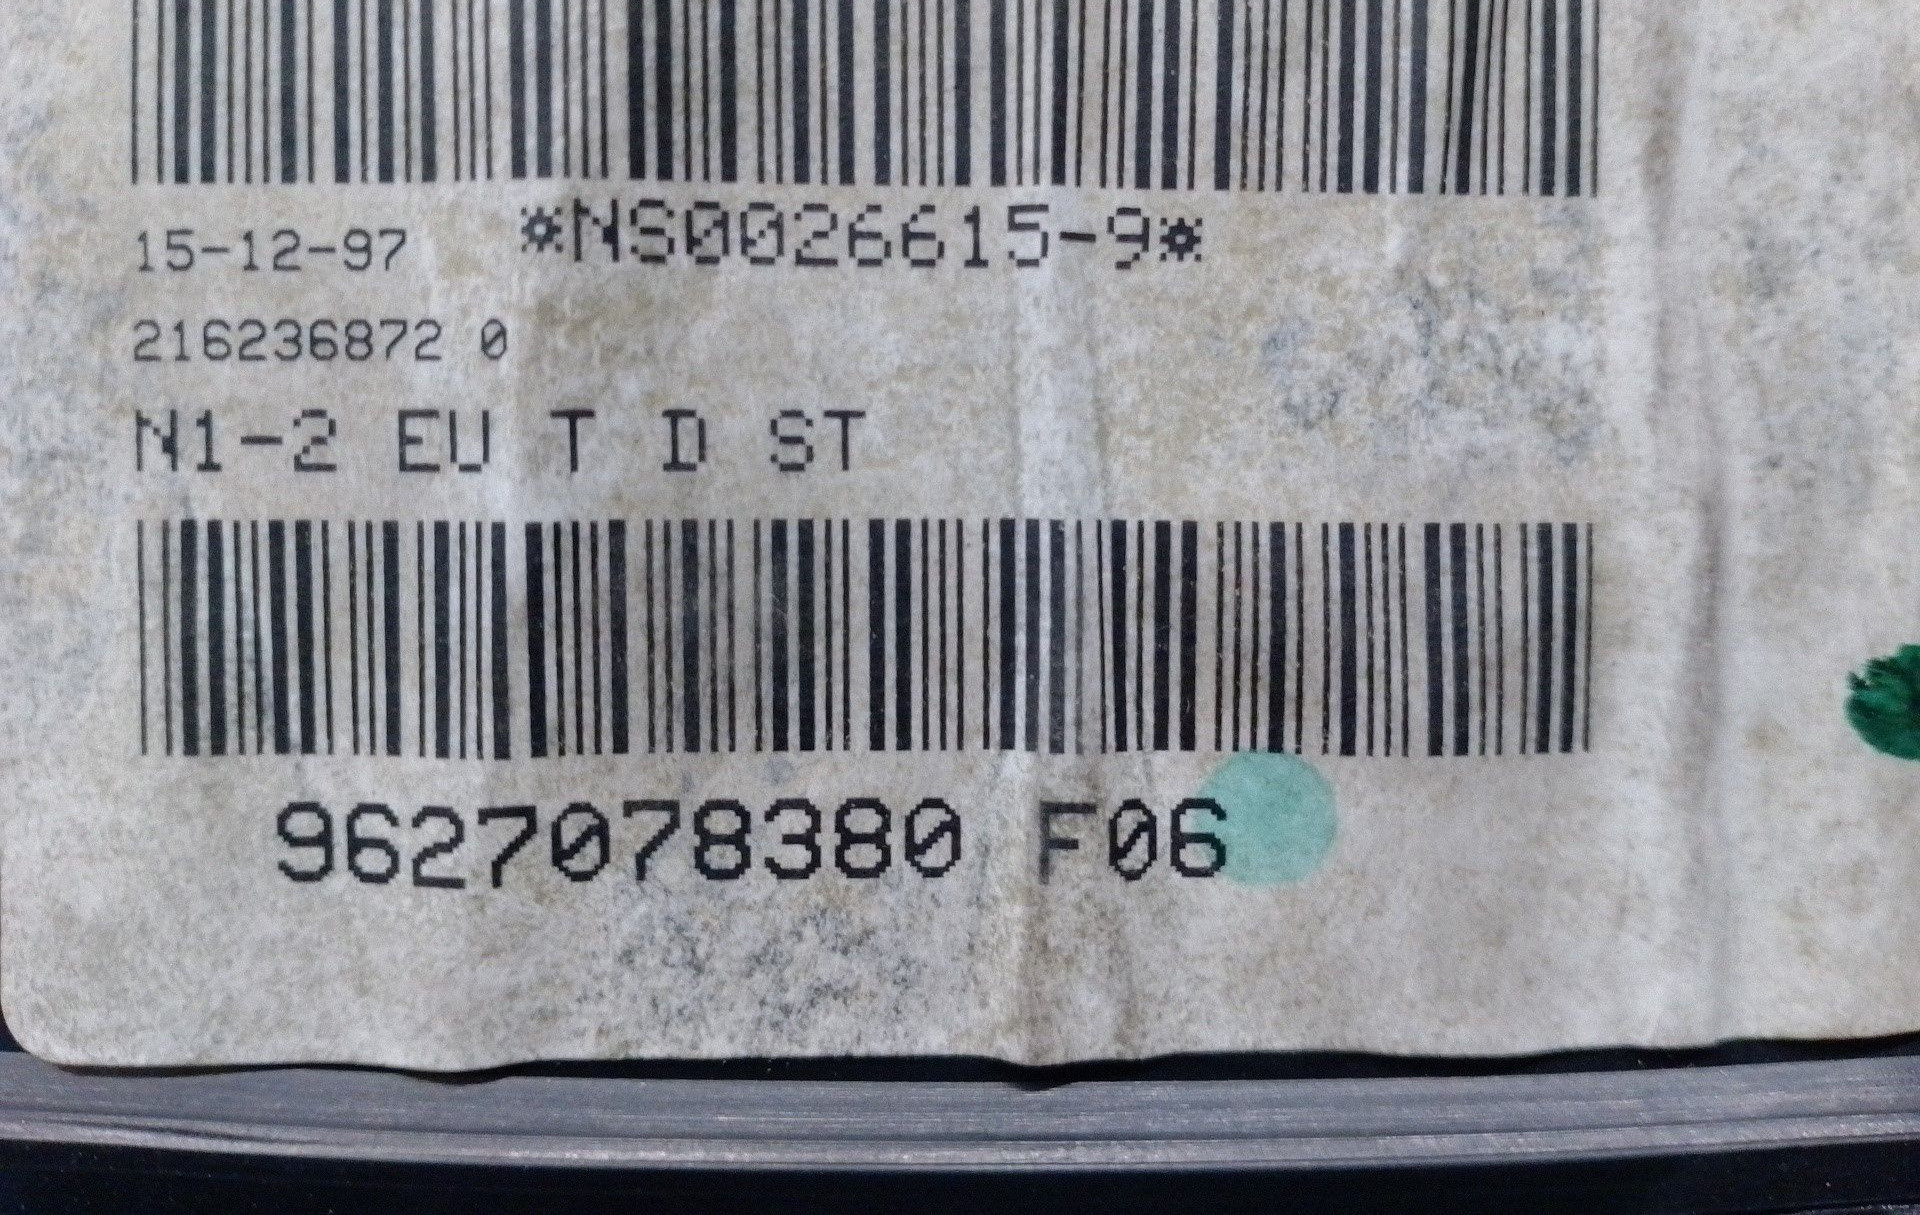 15-12-97 *NS0026615-9*
216236872 0
N1-2 EU T D ST
9627078380 F06